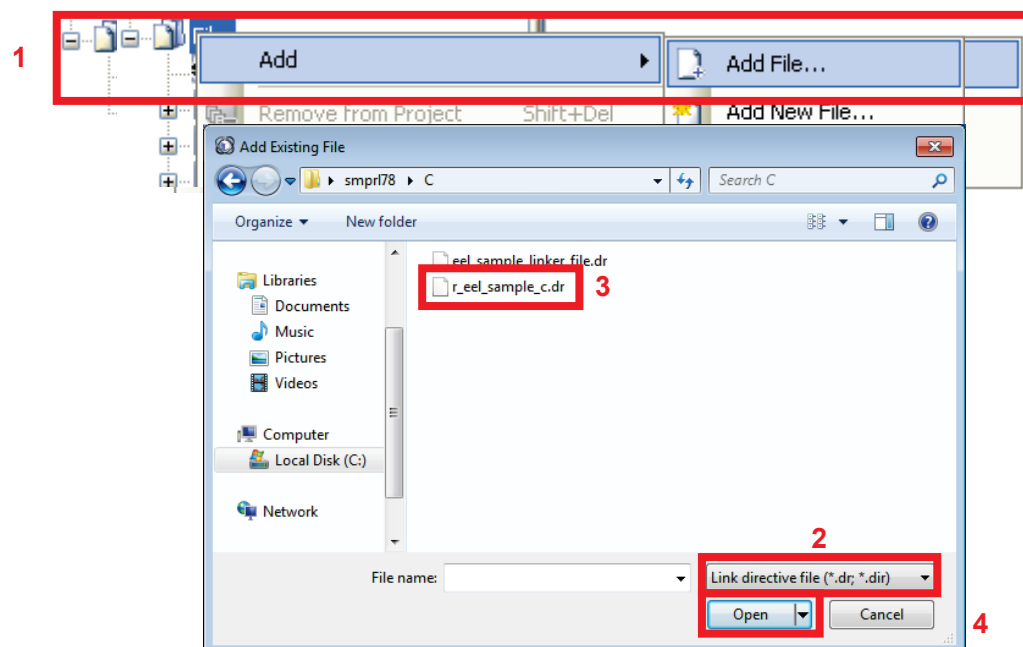 1
Add
Add File...
Remove from Project Shift+Del
Add New File...
Add Existing File
smprl78 C
Search C
Organize New folder
eel_sample_linker_file.dr
r_eel_sample_c.dr 3
Libraries
Documents
Music
Pictures
Videos
Computer
Local Disk (C:)
Network
2
File name: Link directive file (*.dr; *.dir)
Open Cancel
4